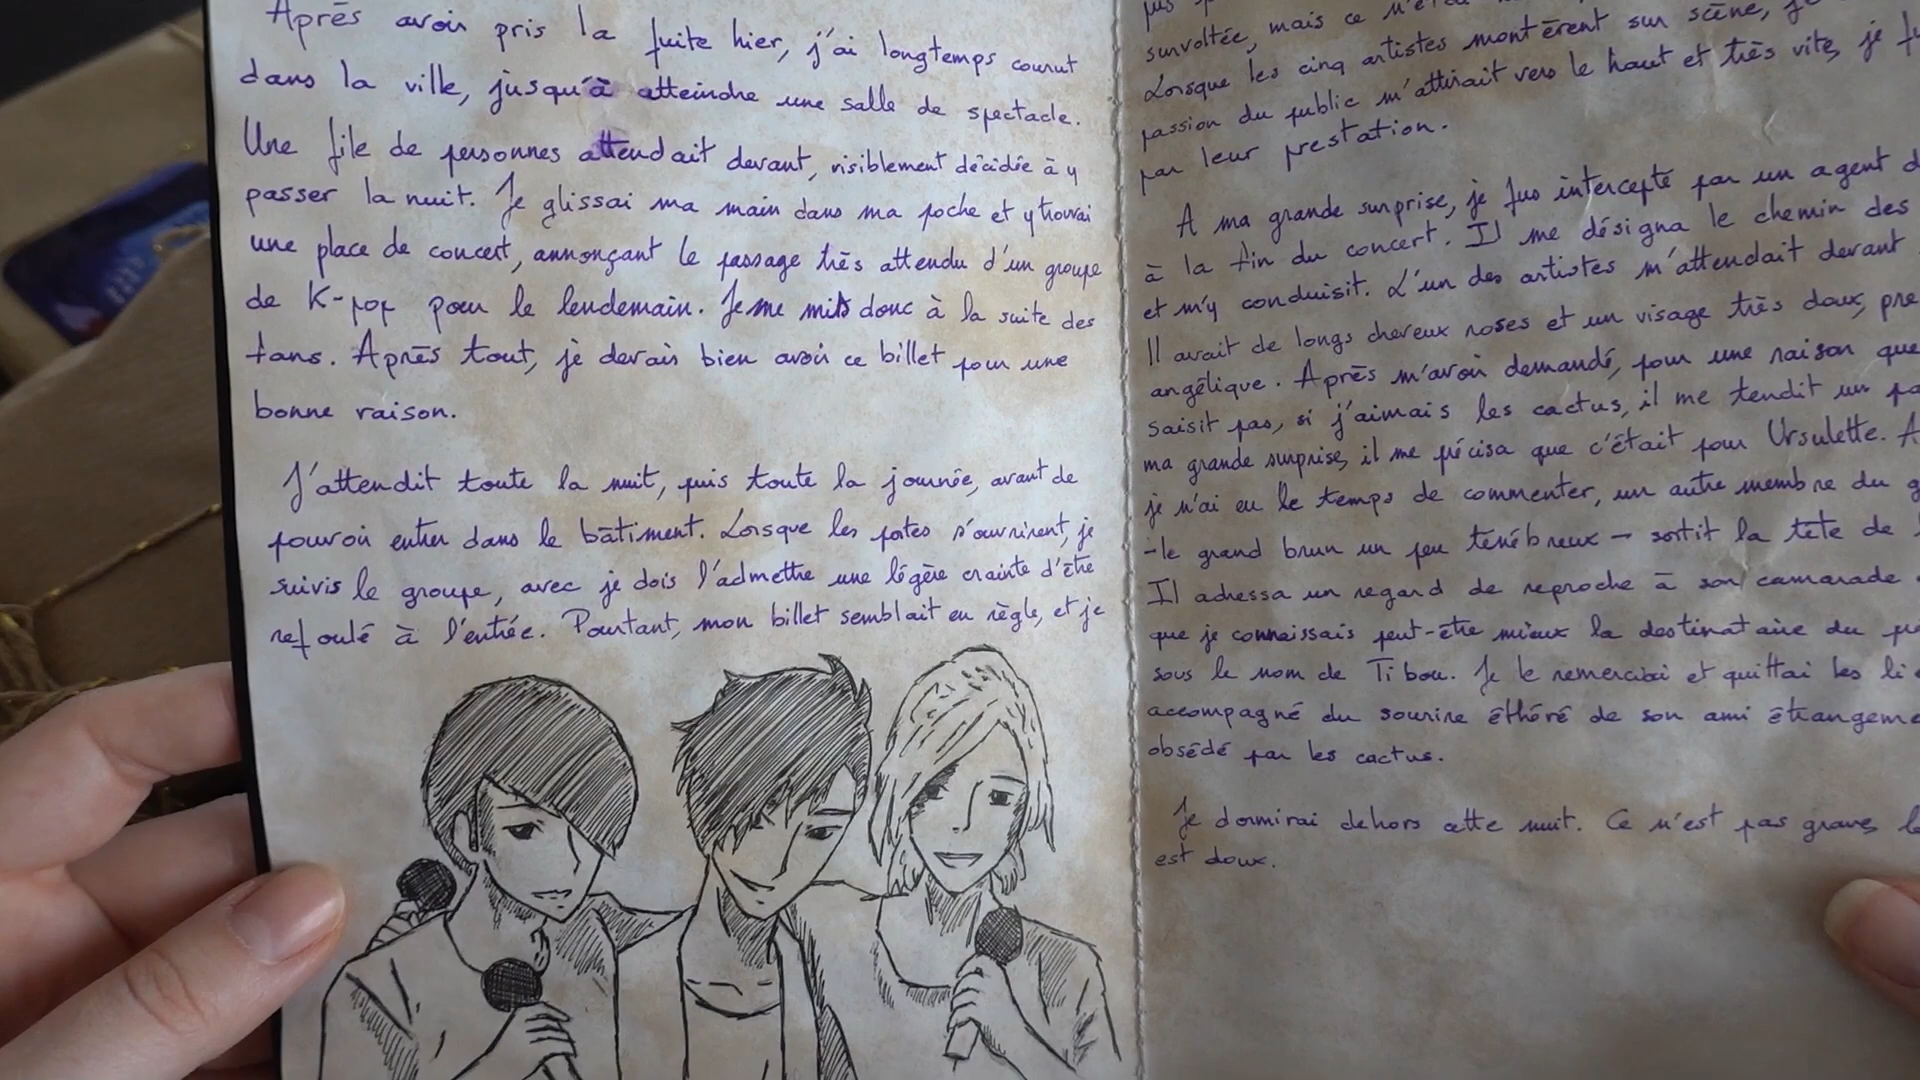 Après avoir pris la fuite hier, j'ai longtemps courut
dans la ville, jusqu'à atteindre une salle de spectacle.
Une file de personnes attendait devant, visiblement décidée à y
passer la nuit. Je glissai ma main dans ma poche et y trouvai
une place de concert, annonçant le passage très attendu d'un groupe
de K-pop pour le lendemain. Je me mis donc à la suite des
fans. Après tout, je devais bien avoir ce billet pour une
bonne raison.
J'attendit toute la nuit, puis toute la journée, avant de
pouvoir entrer dans le bâtiment. Lorsque les portes s'ouvrirent, je
suivis le groupe, avec je dois l'admettre une légère crainte d'être
refoulé à l'entrée. Pourtant, mon billet semblait en règle, et je
survoltée, mais ce
Lorsque les cinq artistes montèrent sur scène, je
passion du public m'attirait vers le haut et très vite, je
par leur prestation.
A ma grande surprise, je fus intercepté par un agent
à la fin du concert. Il me désigna le chemin des
et m'y conduisit. L'un des artistes m'attendait devant
Il avait de longs cheveux roses et un visage très doux,
angélique. Après m'avoir demandé, pour une raison que
saisit pas, si j'aimais les cactus, il me tendit un
ma grande surprise, il me précisa que c'était pour Ursulette.
je n'ai eu le temps de commenter, un autre membre du
-le grand brun un peu ténébreux - sortit la tête de
Il adressa un regard de reproche à son camarade
que je connaissais peut-être mieux la destinataire du
sous le nom de Tibou. Je le remerciai et quittai les
accompagné du sourire éthéré de son ami
obsédé par les cactus.
Je dormirai dehors cette nuit. Ce n'est pas grave,
est doux.